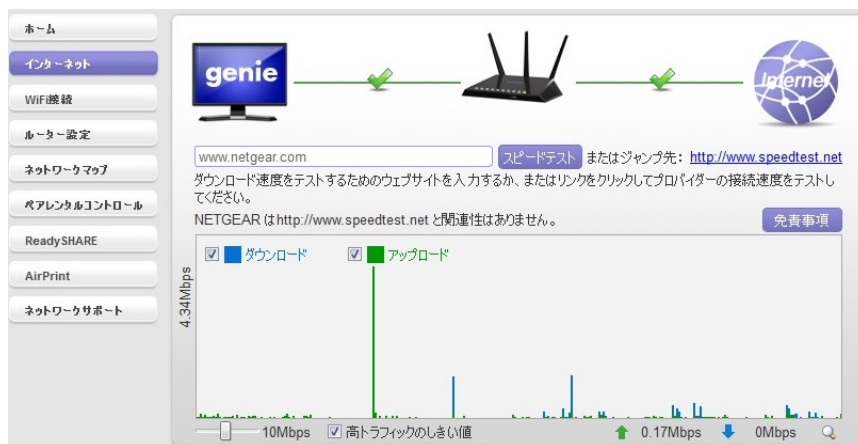 ホーム
インターネット
WiFi接続
ルーター設定
ネットワークマップ
ペアレンタルコントロール
ReadySHARE
AirPrint
ネットワークサポート
genie
Internet
www.netgear.com
スピードテスト またはジャンプ先: http://www.speedtest.net
ダウンロード速度をテストするためのウェブサイトを入力するか、またはリンクをクリックしてプロバイダーの接続速度をテストし
てください。
NETGEAR はhttp://www.speedtest.net と関連性はありません。
免責事項
ダウンロード アップロード
4.34Mbps
10Mbps 高トラフィックのしきい値 0.17Mbps 0Mbps